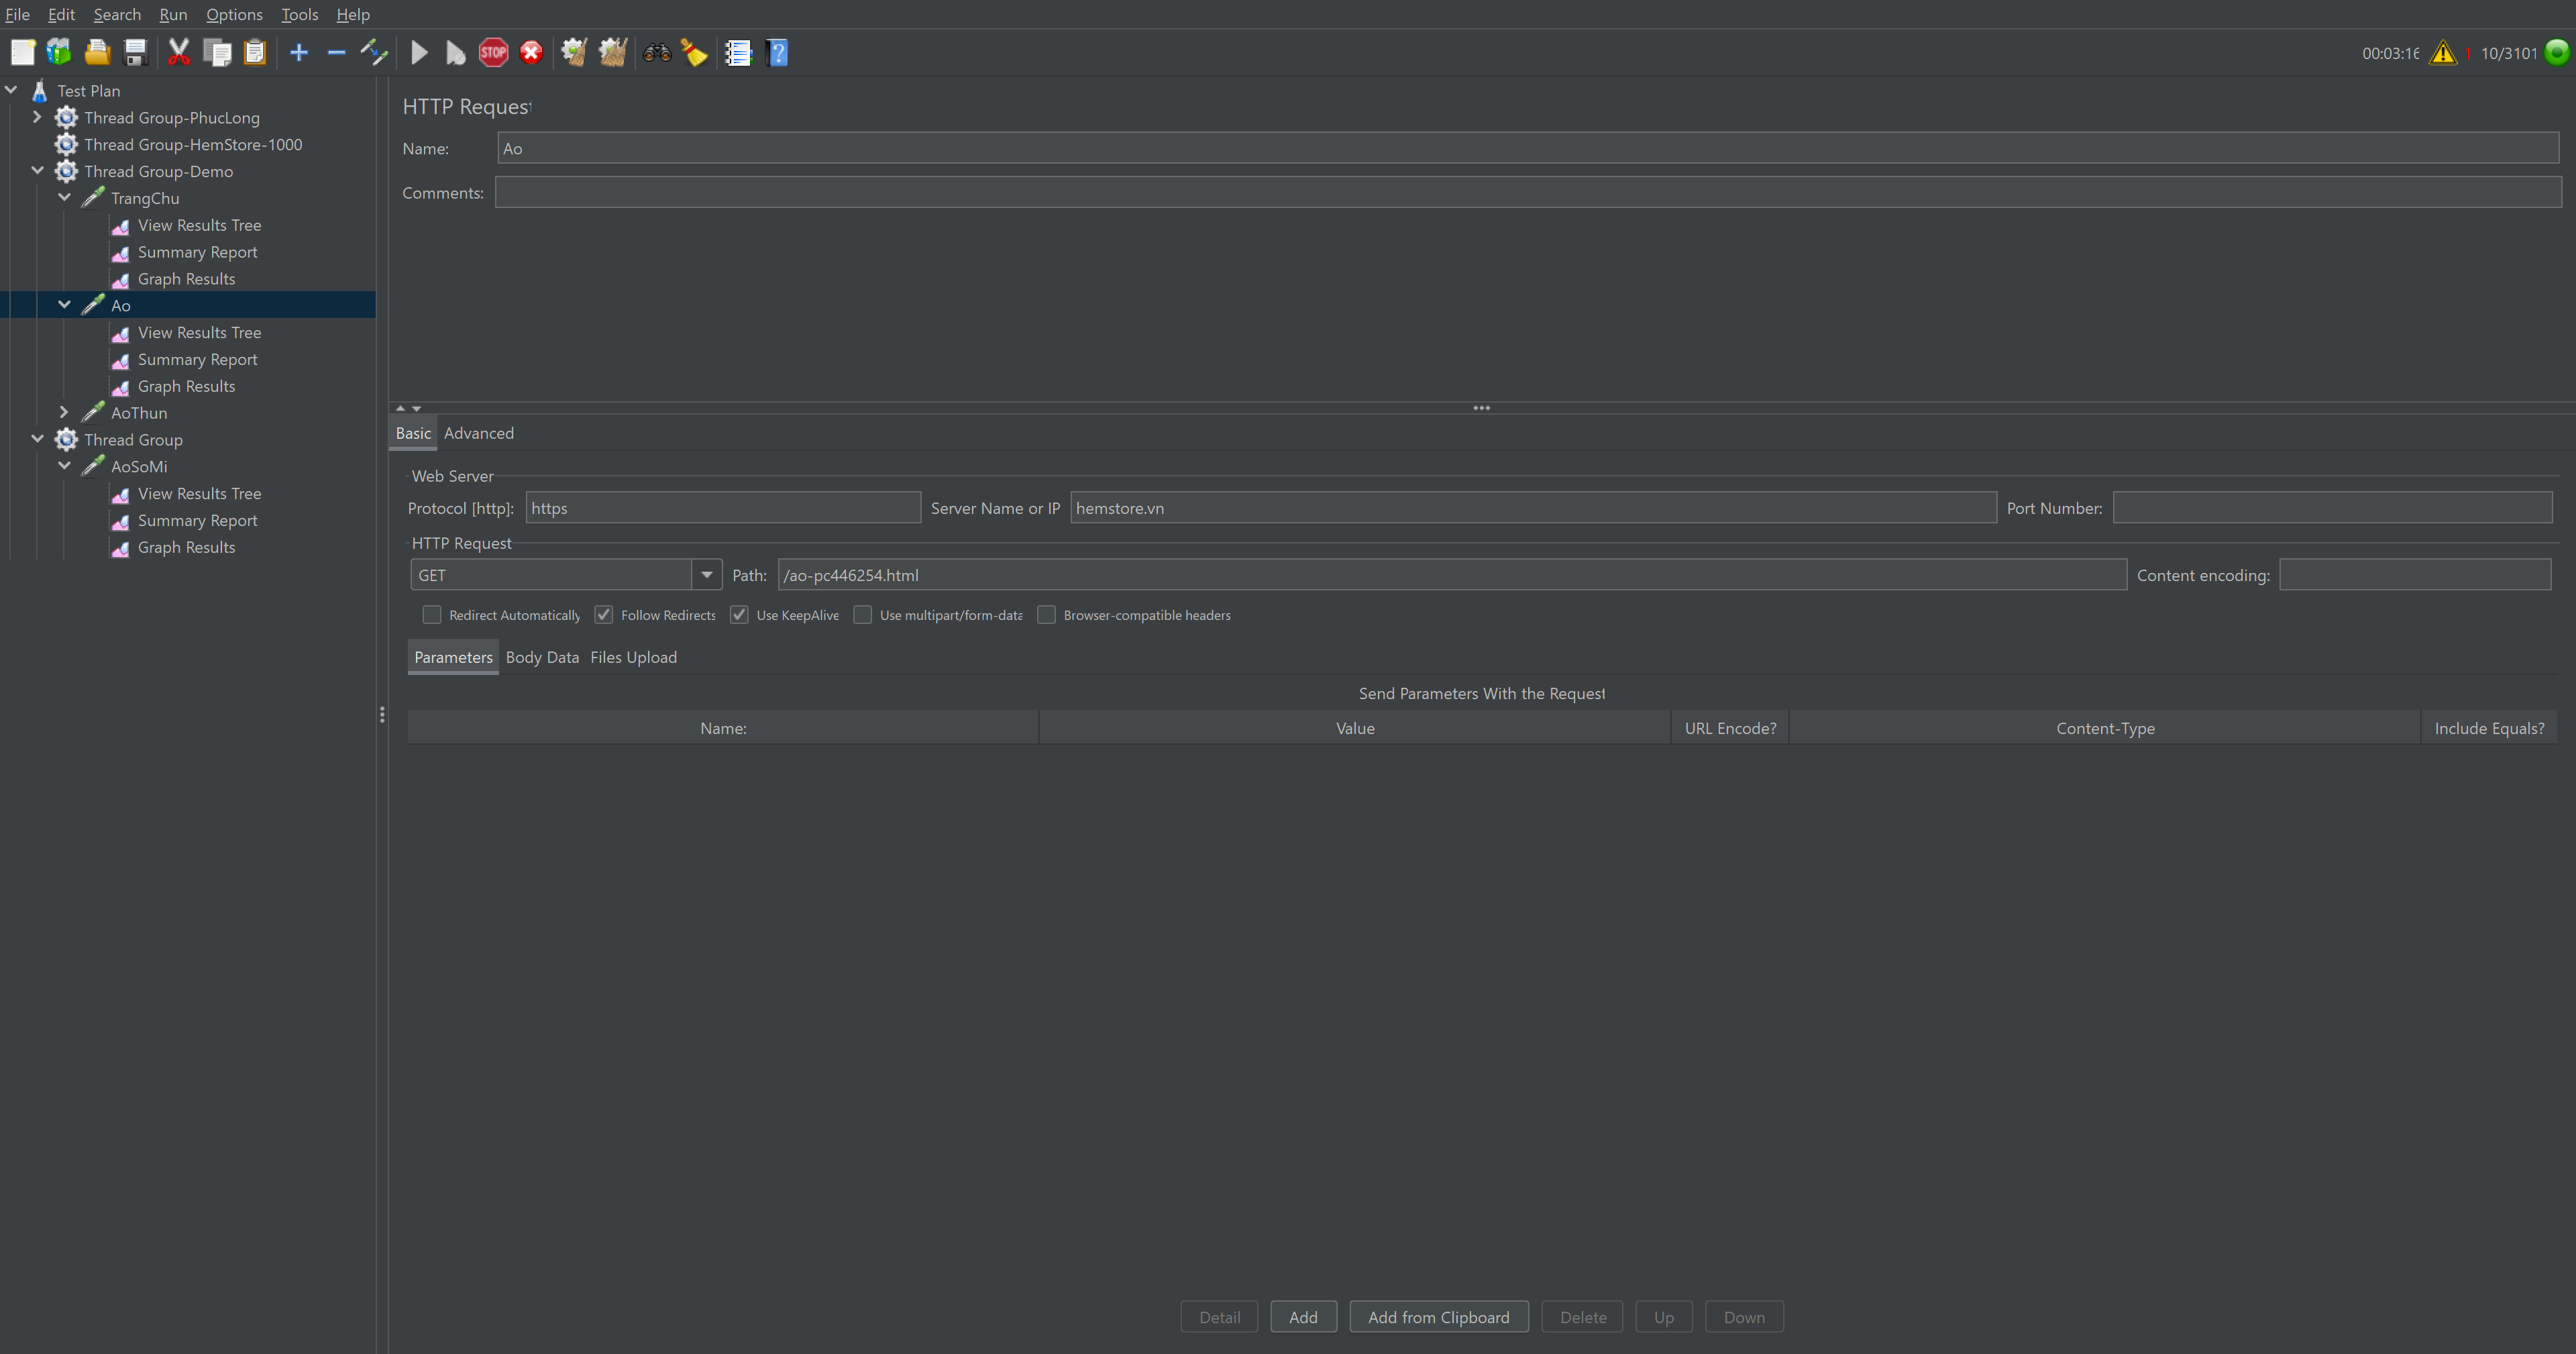 File Edit Search Run Options Tools Help
STOP
00:03:16 1 10/3101
Test Plan
Thread Group-PhucLong
Thread Group-HemStore-1000
Thread Group-Demo
TrangChu
View Results Tree
Summary Report
Graph Results
Ao
View Results Tree
Summary Report
Graph Results
AoThun
Thread Group
AoSoMi
View Results Tree
Summary Report
Graph Results
HTTP Request
Name: Ao
Comments:
Basic Advanced
Web Server
Protocol [http]: https Server Name or IP hemstore.vn Port Number:
HTTP Request
GET Path: /ao-pc446254.html Content encoding:
Redirect Automatically Follow Redirects Use KeepAlive Use multipart/form-data Browser-compatible headers
Parameters Body Data Files Upload
Send Parameters With the Request
Name: Value URL Encode? Content-Type Include Equals?
Detail Add Add from Clipboard Delete Up Down